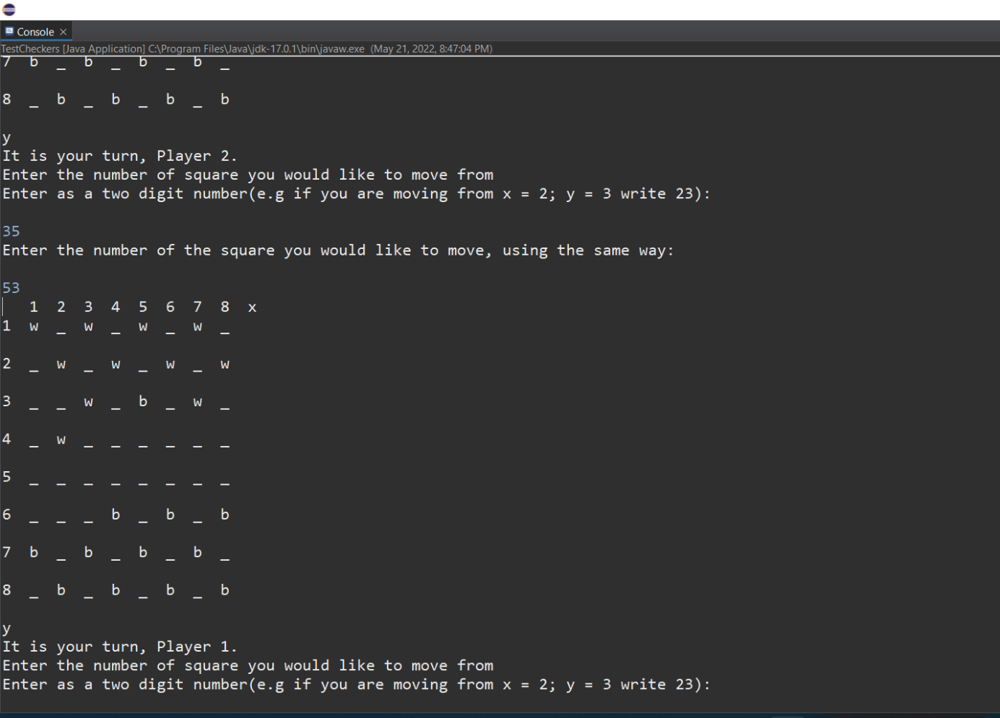 Console
TestCheckers [Java Application] C:\Program Files\Java\jdk-17.0.1\bin\javaw.exe (May 21, 2022, 8:47:04 PM)
7 b _ b _ b _ b _
8 _ b _ b _ b _ b
y
It is your turn, Player 2.
Enter the number of square you would like to move from
Enter as a two digit number(e.g if you are moving from x = 2; y = 3 write 23):
35
Enter the number of the square you would like to move, using the same way:
53
1 2 3 4 5 6 7 8 x
1 w _ w _ w _ w _
2 _ w _ w _ w _ w
3 _ _ w _ b _ w _
4 _ w _ _ _ _ _ _
5 _ _ _ _ _ _ _ _
6 _ _ _ b _ b _ b
7 b _ b _ b _ b _
8 _ b _ b _ b _ b
y
It is your turn, Player 1.
Enter the number of square you would like to move from
Enter as a two digit number(e.g if you are moving from x = 2; y = 3 write 23):